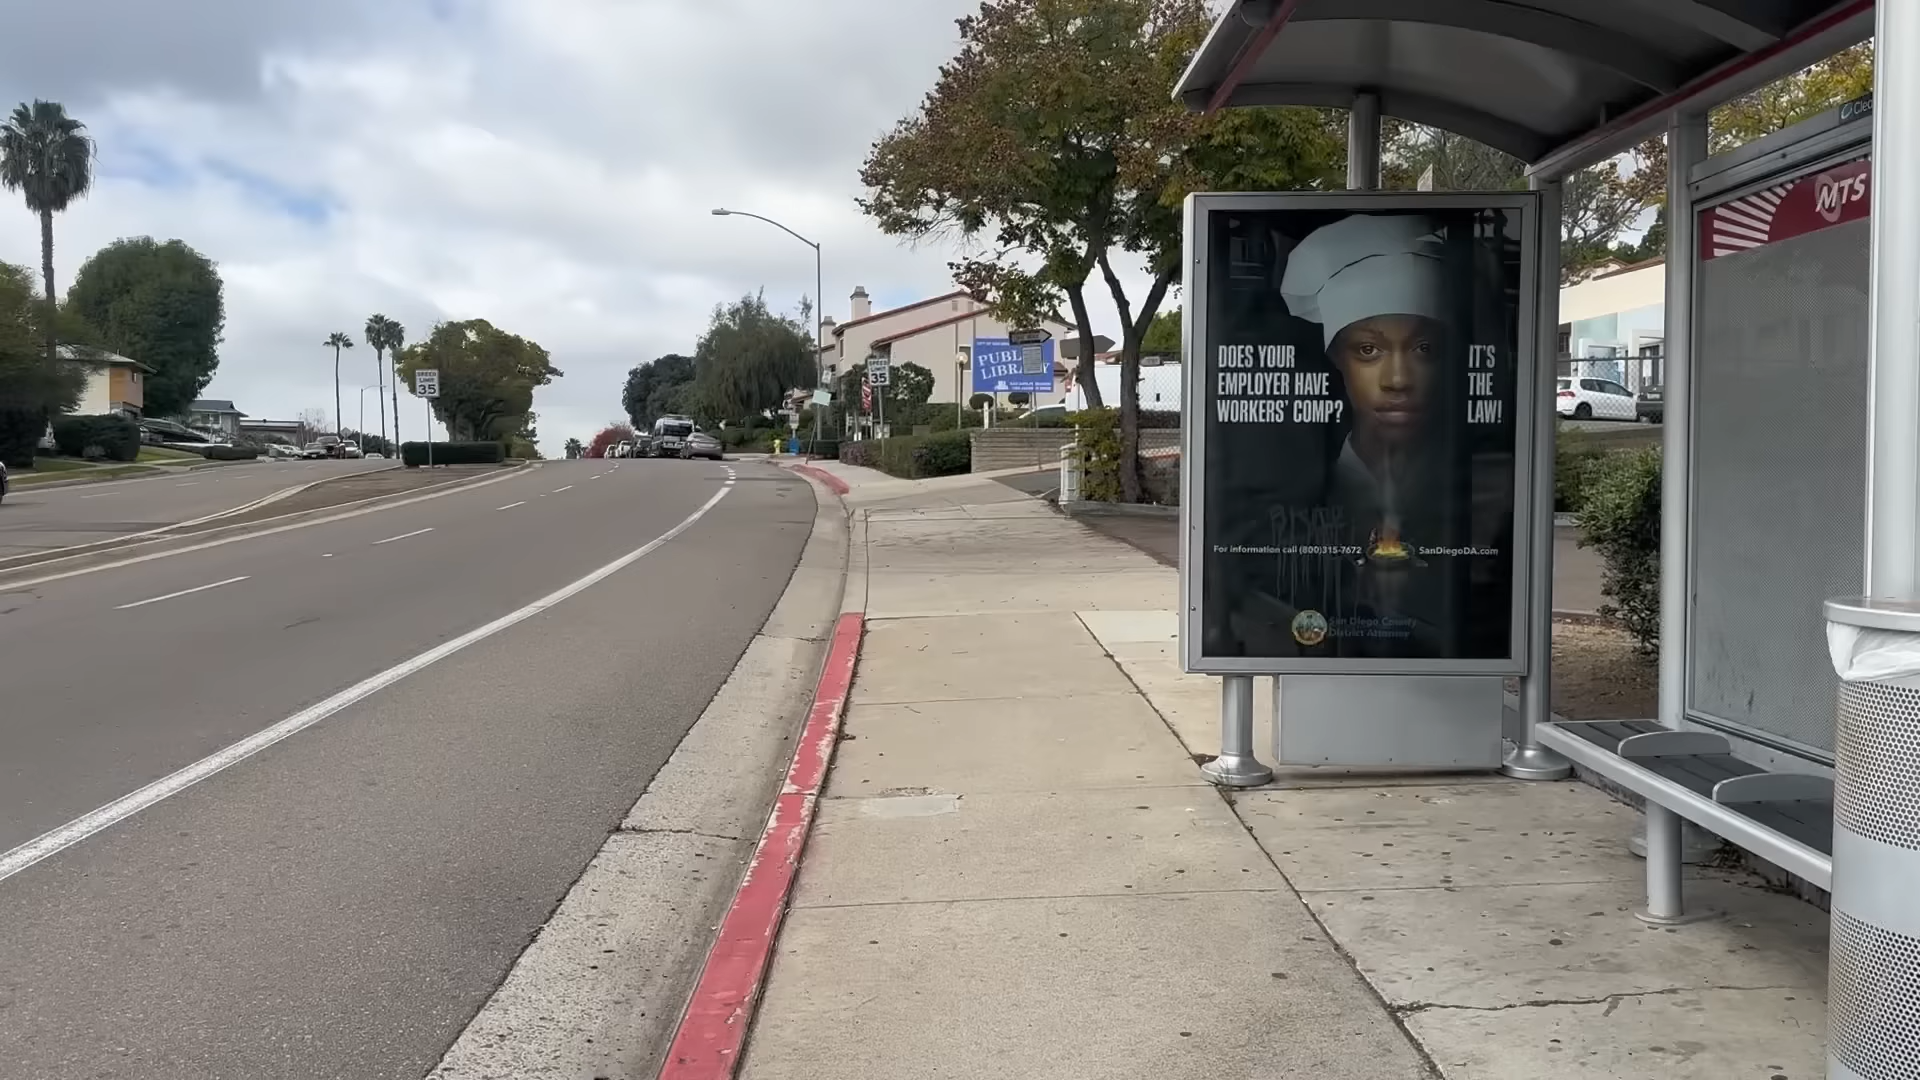 SPEED
LIMIT
35
SPEED
LIMIT
35
PUBLIC
LIBRARY
DOES YOUR
EMPLOYER HAVE
WORKERS' COMP?
IT'S
THE
LAW!
For information call (800)315-7672
SanDiegoDA.com
San Diego County
District Attorney
MTS